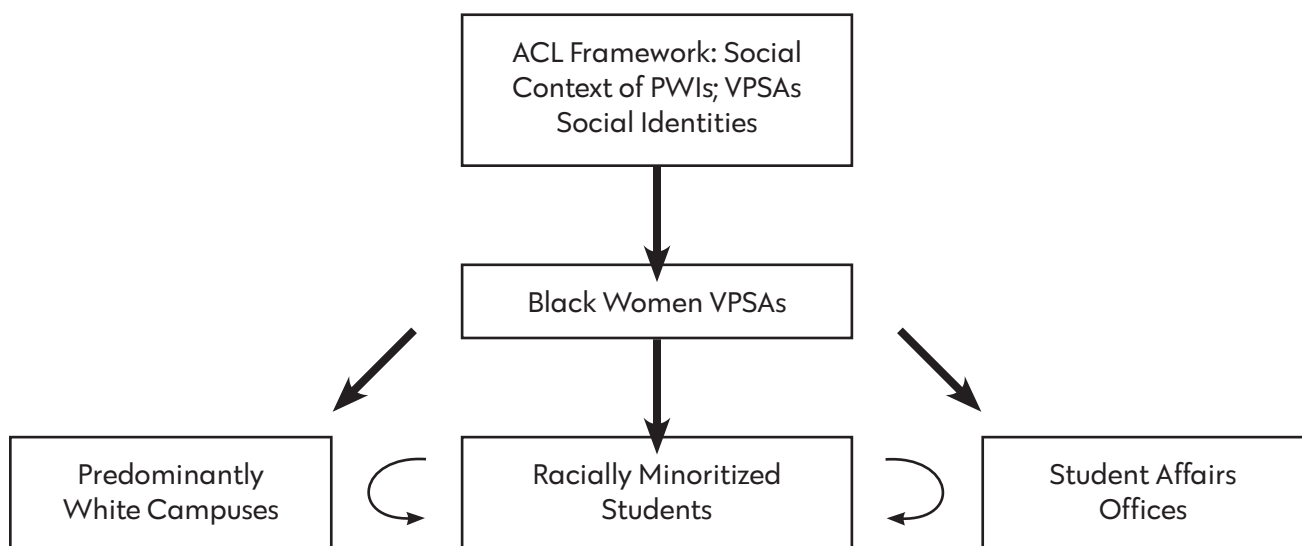 ACL Framework: Social
Context of PWIs; VPSAs
Social Identities
Black Women VPSAs
Predominantly
White Campuses
Racially Minoritized
Students
Student Affairs
Offices